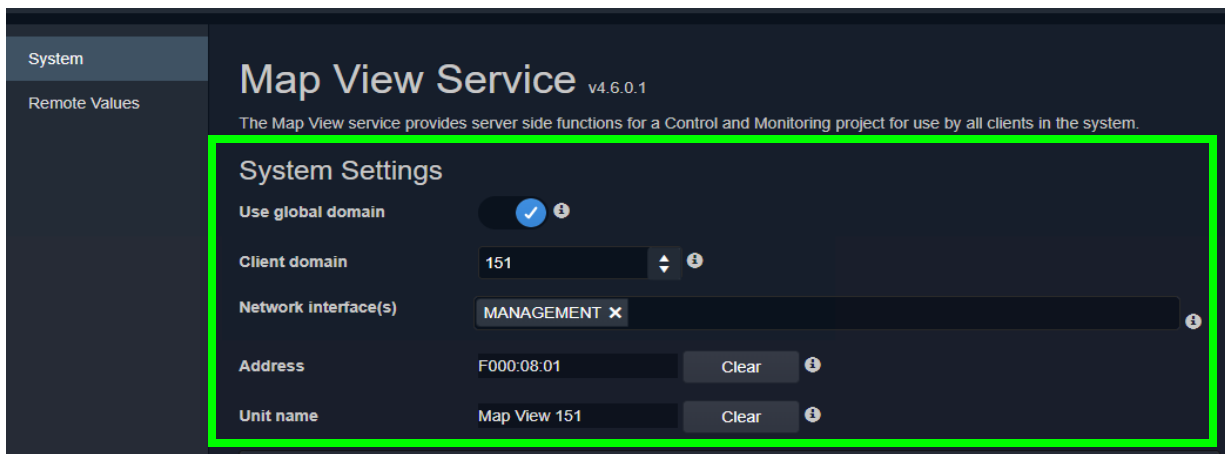 System
Remote Values
Map View Service v4.6.0.1
The Map View service provides server side functions for a Control and Monitoring project for use by all clients in the system.
System Settings
Use global domain
Client domain 151
Network interface(s) MANAGEMENT ×
Address F000:08:01 Clear
Unit name Map View 151 Clear